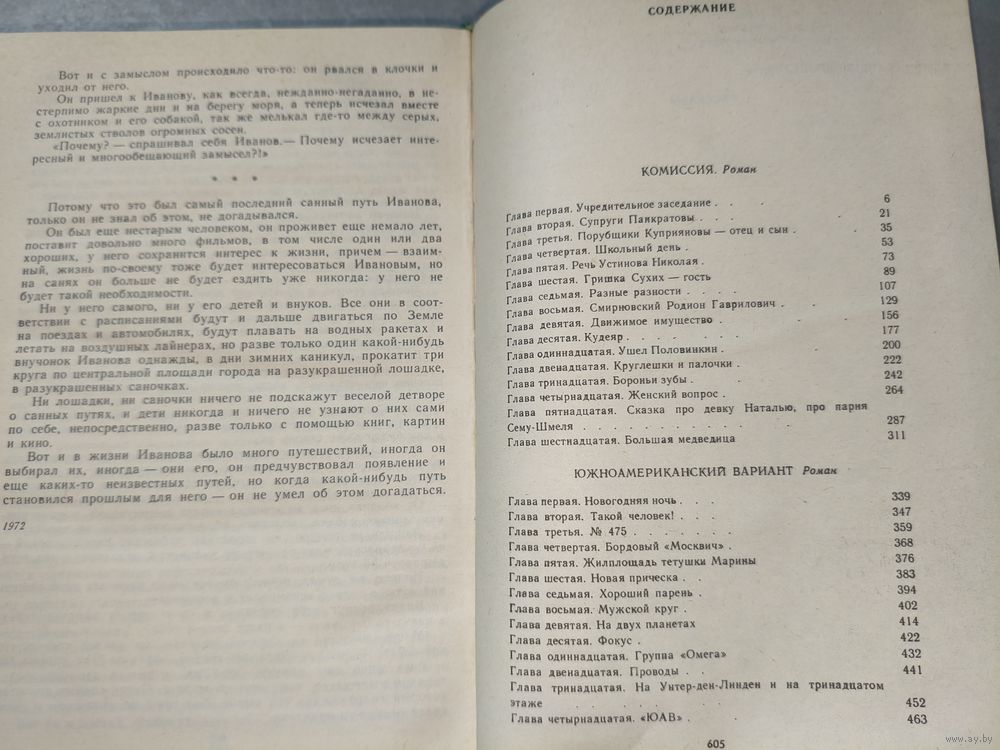 Вот и с замыслом происходило что-то: он рвался в клочки и
уходил от него.
Он пришел к Иванову, как всегда, нежданно-негаданно, в не-
стерпимо жаркие дни и на берегу моря, а теперь исчезал вместе
с охотником и его собакой, так же мелькал где-то между серых,
землистых стволов огромных сосен.
«Почему? — спрашивал себя Иванов.— Почему исчезает инте-
ресный и многообещающий замысел?!»
* * *
Потому что это был самый последний санный путь Иванова,
только он не знал об этом, не догадывался.
Он был еще нестарым человеком, он проживет еще немало лет,
поставит довольно много фильмов, в том числе один или два
хороших, у него сохранится интерес к жизни, причем — взаим-
ный, жизнь по-своему тоже будет интересоваться Ивановым, но
на санях он больше не будет ездить уже никогда: у него не
будет такой необходимости.
Ни у него самого, ни у его детей и внуков. Все они в соот-
ветствии с расписаниями будут и дальше двигаться по Земле
на поездах и автомобилях, будут плавать на водных ракетах и
летать на воздушных лайнерах, но разве только один какой-нибудь
внучонок Иванова однажды, в дни зимних каникул, прокатит три
круга по центральной площади города на разукрашенной лошадке,
в разукрашенных саночках.
Ни лошадки, ни саночки ничего не подскажут веселой детворе
о санных путях, и дети никогда и ничего не узнают о них сами
по себе, непосредственно, разве только с помощью книг, картин
и кино.
Вот и в жизни Иванова было много путешествий, иногда он
выбирал их, иногда — они его, он предчувствовал появление и
еще каких-то неизвестных путей, но когда какой-нибудь путь
становился прошлым для него — он не умел об этом догадаться.
1972
СОДЕРЖАНИЕ
КОМИССИЯ. Роман
Глава первая. Учредительное заседание . . . 6
Глава вторая. Супруги Панкратовы . . . 21
Глава третья. Порубщики Куприяновы — отец и сын . . 35
Глава четвертая. Школьный день . . 53
Глава пятая. Речь Устинова Николая . . 73
Глава шестая. Гришка Сухих — гость 89
Глава седьмая. Разные разности . . . . 107
Глава восьмая. Смирновский Родион Гаврилович . . 129
Глава девятая. Движимое имущество . . 156
Глава десятая. Кудеяр . . . . . . 177
Глава одиннадцатая. Ушел Половинкин . . 200
Глава двенадцатая. Круглешки и палочки . . 222
Глава тринадцатая. Бороньи зубы . . 242
Глава четырнадцатая. Женский вопрос . . 264
Глава пятнадцатая. Сказка про девку Наталью, про парня
Сему-Шмеля . . . . . . . 287
Глава шестнадцатая. Большая медведица 311
ЮЖНОАМЕРИКАНСКИЙ ВАРИАНТ Роман
Глава первая. Новогодняя ночь . . 339
Глава вторая. Такой человек! . . . 347
Глава третья. № 475 . . . . . . 359
Глава четвертая. Бордовый «Москвич» . 368
Глава пятая. Жилплощадь тетушки Марины 376
Глава шестая. Новая прическа . . 383
Глава седьмая. Хороший парень . 394
Глава восьмая. Мужской круг . 402
Глава девятая. На двух планетах 414
Глава десятая. Фокус . 422
Глава одиннадцатая. Группа «Омега» 432
Глава двенадцатая. Проводы . . 441
Глава тринадцатая. На Унтер-ден-Линден и на тринадцатом
этаже . . . . . . 452
Глава четырнадцатая. «ЮАВ» . . 463
605
www.ay.by